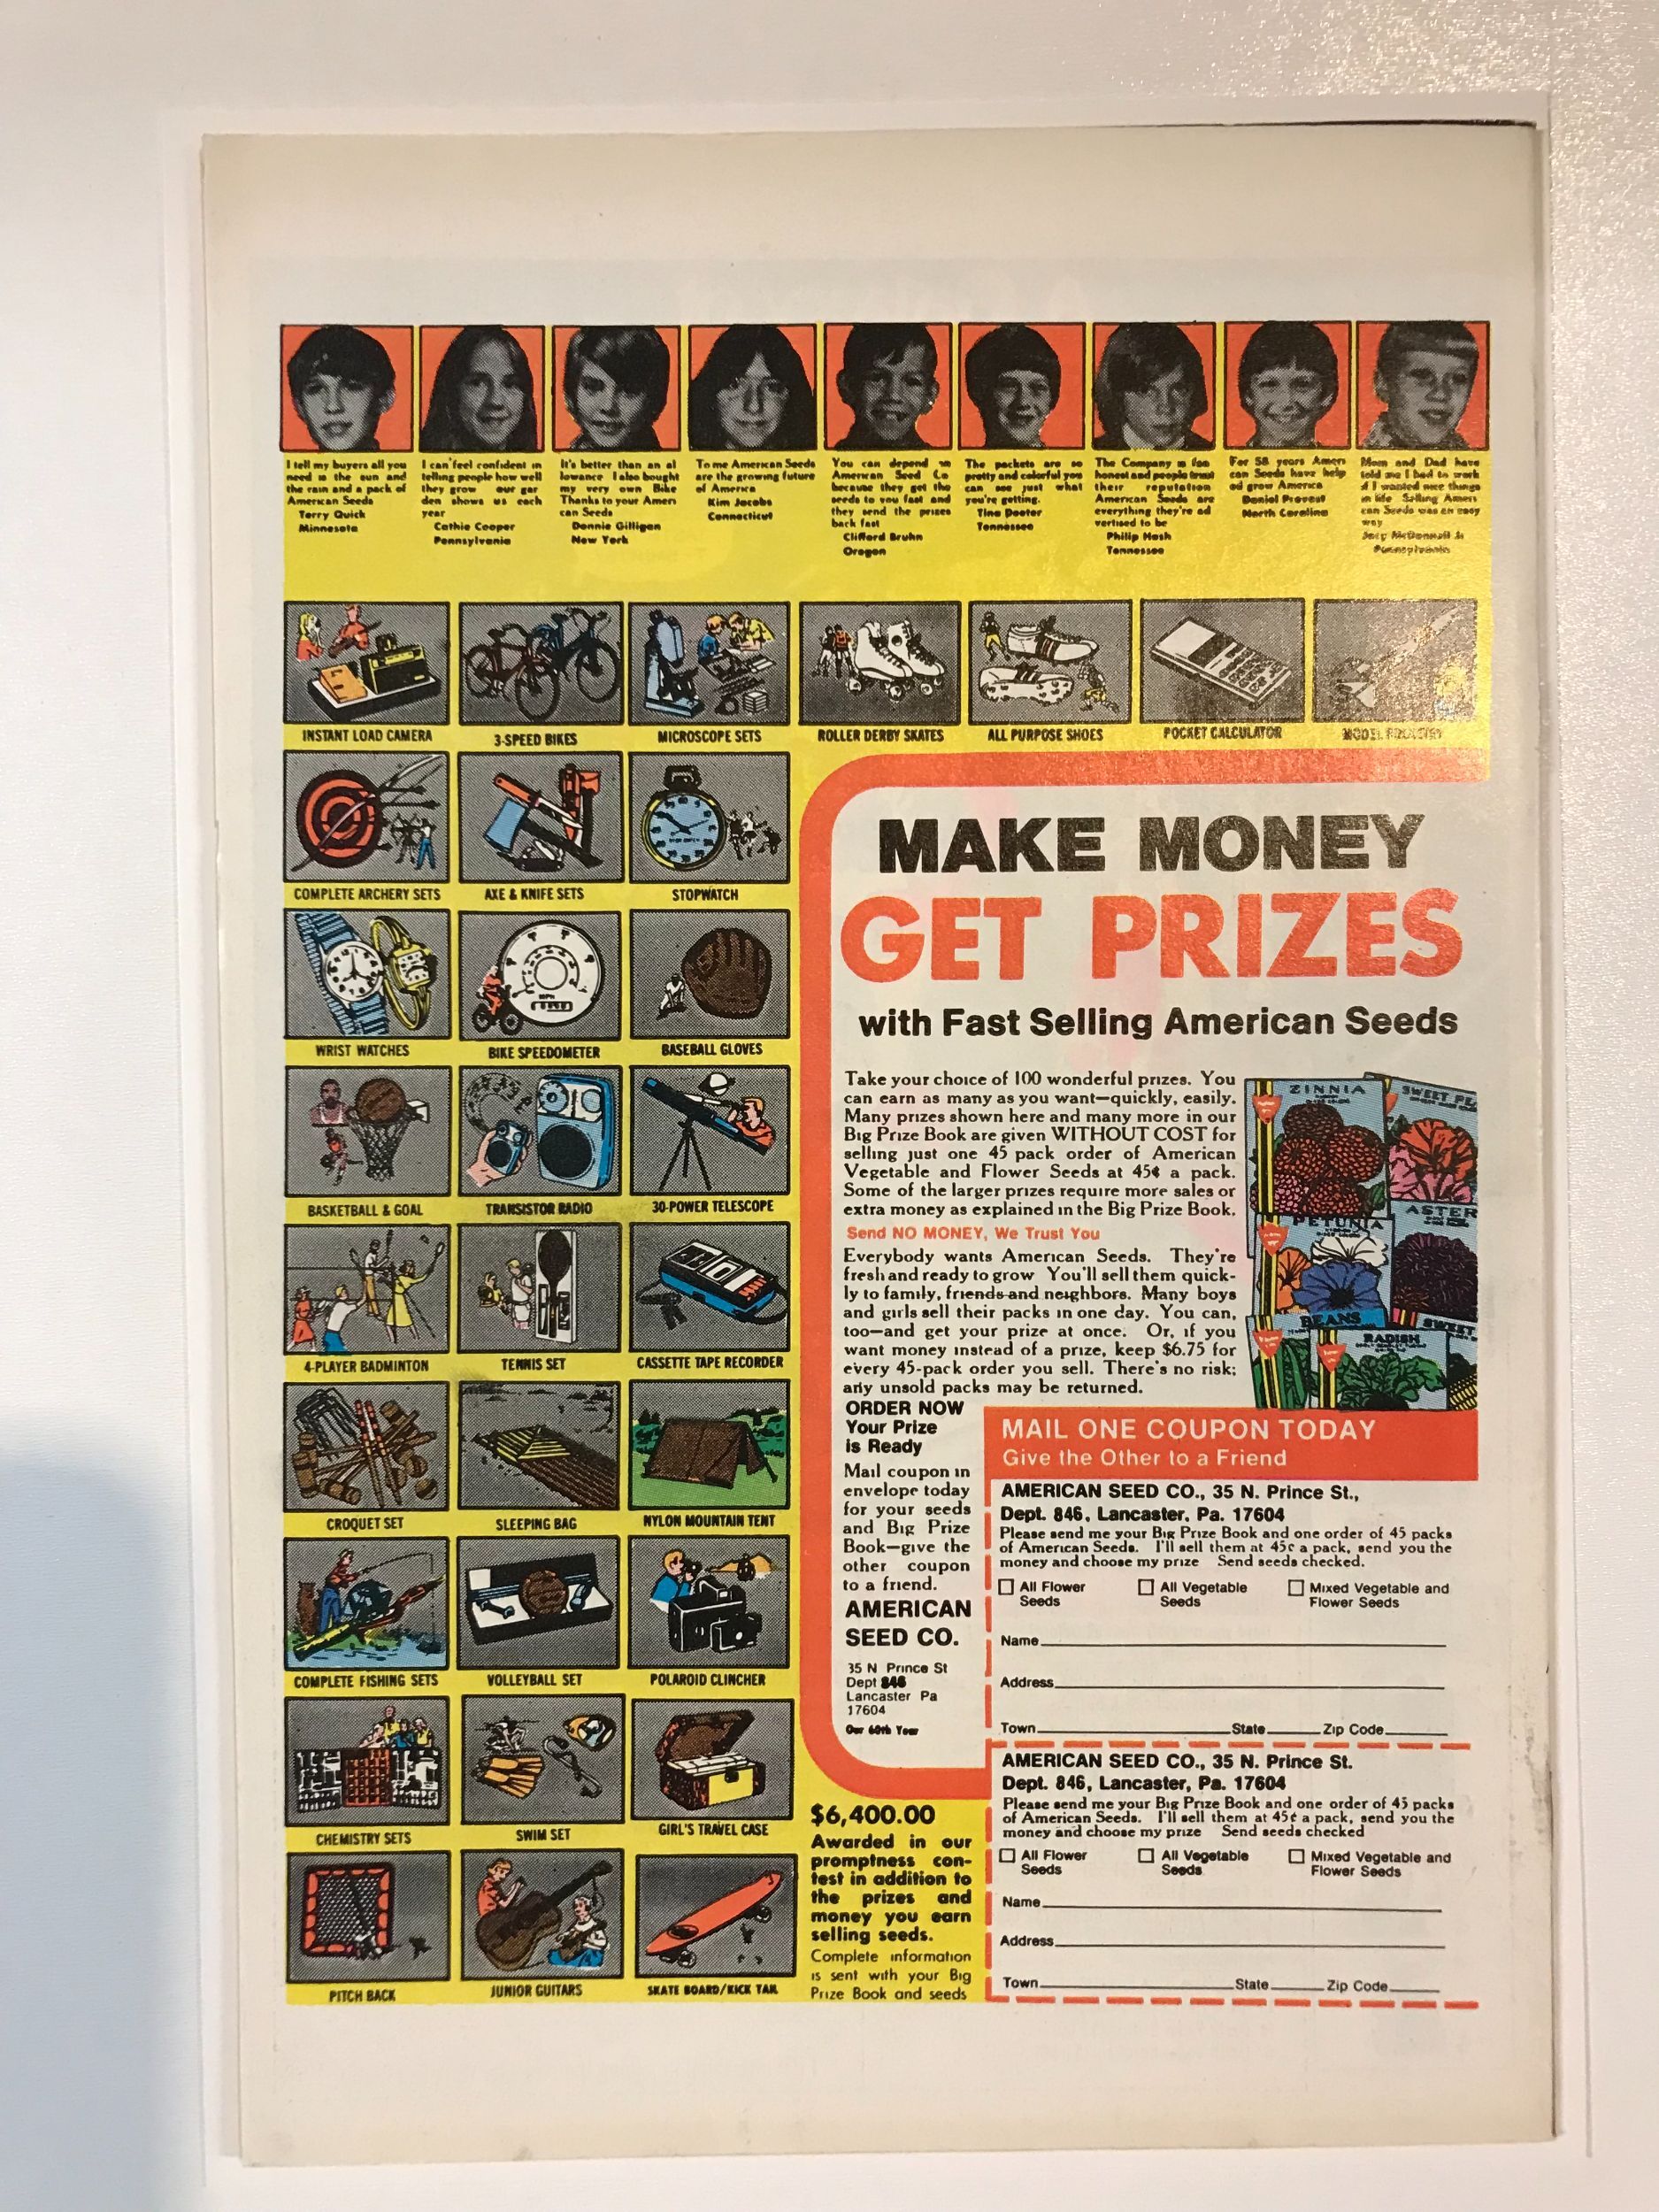 I tell my buyers all you
need is the sun and
the rain and a pack of
American Seeds
Terry Quick
Minnesota
I can feel confident in
telling people how well
they grow our gar
den shows us each
year
Cathie Cooper
Pennsylvania
It's better than an al
lowance I also bought
my very own Bike
Thanks to your Ameri
can Seeds
Donnie Gilligan
New York
To me American Seeds
are the growing future
of America
Kim Jacobs
Connecticut
You can depend on
American Seed Co
because they get the
seeds to you fast and
they send the prizes
back fast
Clifford Bruhn
Oregon
The packets are so
pretty and colorful you
can see just what
you're getting.
Tina Deeter
Tennessee
The Company is too
honest and people trust
their reputation
American Seeds are
everything they're ad
vertised to be
Philip Hash
Tennessee
For 58 years Ameri
can Seeds have help
ed grow America
Daniel Provost
North Carolina
Mom and Dad have
told me I had to work
if I wanted nice things
in life Selling Ameri
can Seeds was an easy
way
McDonnell Jr
Pennsylvania
INSTANT LOAD CAMERA
3-SPEED BIKES
MICROSCOPE SETS
ROLLER DERBY SKATES
ALL PURPOSE SHOES
POCKET CALCULATOR
MODEL ROCKETRY
COMPLETE ARCHERY SETS
AXE & KNIFE SETS
STOPWATCH
WRIST WATCHES
BIKE SPEEDOMETER
BASEBALL GLOVES
BASKETBALL & GOAL
TRANSISTOR RADIO
30-POWER TELESCOPE
4-PLAYER BADMINTON
TENNIS SET
CASSETTE TAPE RECORDER
CROQUET SET
SLEEPING BAG
NYLON MOUNTAIN TENT
COMPLETE FISHING SETS
VOLLEYBALL SET
POLAROID CLINCHER
CHEMISTRY SETS
SWIM SET
GIRL'S TRAVEL CASE
PITCH BACK
JUNIOR GUITARS
SKATE BOARD/KICK TAIL
MAKE MONEY
GET PRIZES
with Fast Selling American Seeds
Take your choice of 100 wonderful prizes. You
can earn as many as you want—quickly, easily.
Many prizes shown here and many more in our
Big Prize Book are given WITHOUT COST for
selling just one 45 pack order of American
Vegetable and Flower Seeds at 45¢ a pack.
Some of the larger prizes require more sales or
extra money as explained in the Big Prize Book.
Send NO MONEY, We Trust You
Everybody wants American Seeds. They're
fresh and ready to grow You'll sell them quick-
ly to family, friends and neighbors. Many boys
and girls sell their packs in one day. You can,
too—and get your prize at once. Or, if you
want money instead of a prize, keep $6.75 for
every 45-pack order you sell. There's no risk;
any unsold packs may be returned.
ZINNIA
SWEET PE
ASTER
PETUNIA
BEANS
SWEET
RADISH
ORDER NOW
Your Prize
is Ready
Mail coupon in
envelope today
for your seeds
and Big Prize
Book—give the
other coupon
to a friend.
AMERICAN
SEED CO.
35 N Prince St
Dept 846
Lancaster Pa
17604
Our 60th Year
MAIL ONE COUPON TODAY
Give the Other to a Friend
AMERICAN SEED CO., 35 N. Prince St.,
Dept. 846, Lancaster, Pa. 17604
Please send me your Big Prize Book and one order of 45 packs
of American Seeds. I'll sell them at 45¢ a pack, send you the
money and choose my prize Send seeds checked.
All Flower Seeds
All Vegetable Seeds
Mixed Vegetable and Flower Seeds
Name
Address
Town State Zip Code
AMERICAN SEED CO., 35 N. Prince St.
Dept. 846, Lancaster, Pa. 17604
Please send me your Big Prize Book and one order of 45 packs
of American Seeds. I'll sell them at 45¢ a pack, send you the
money and choose my prize Send seeds checked
All Flower Seeds
All Vegetable Seeds
Mixed Vegetable and Flower Seeds
Name
Address
Town State Zip Code
$6,400.00
Awarded in our
promptness con-
test in addition to
the prizes and
money you earn
selling seeds.
Complete information
is sent with your Big
Prize Book and seeds